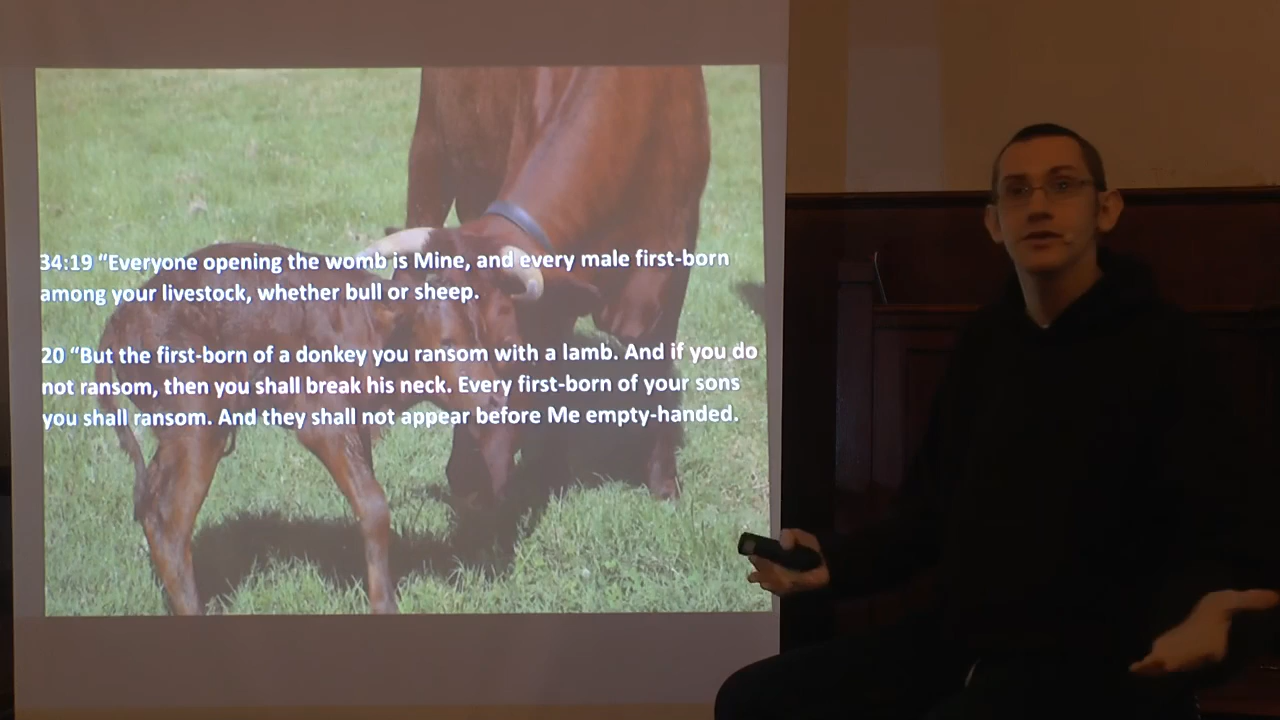 34:19 “Everyone opening the womb is Mine, and every male first-born
among your livestock, whether bull or sheep.
20 “But the first-born of a donkey you ransom with a lamb. And if you do
not ransom, then you shall break his neck. Every first-born of your sons
you shall ransom. And they shall not appear before Me empty-handed.